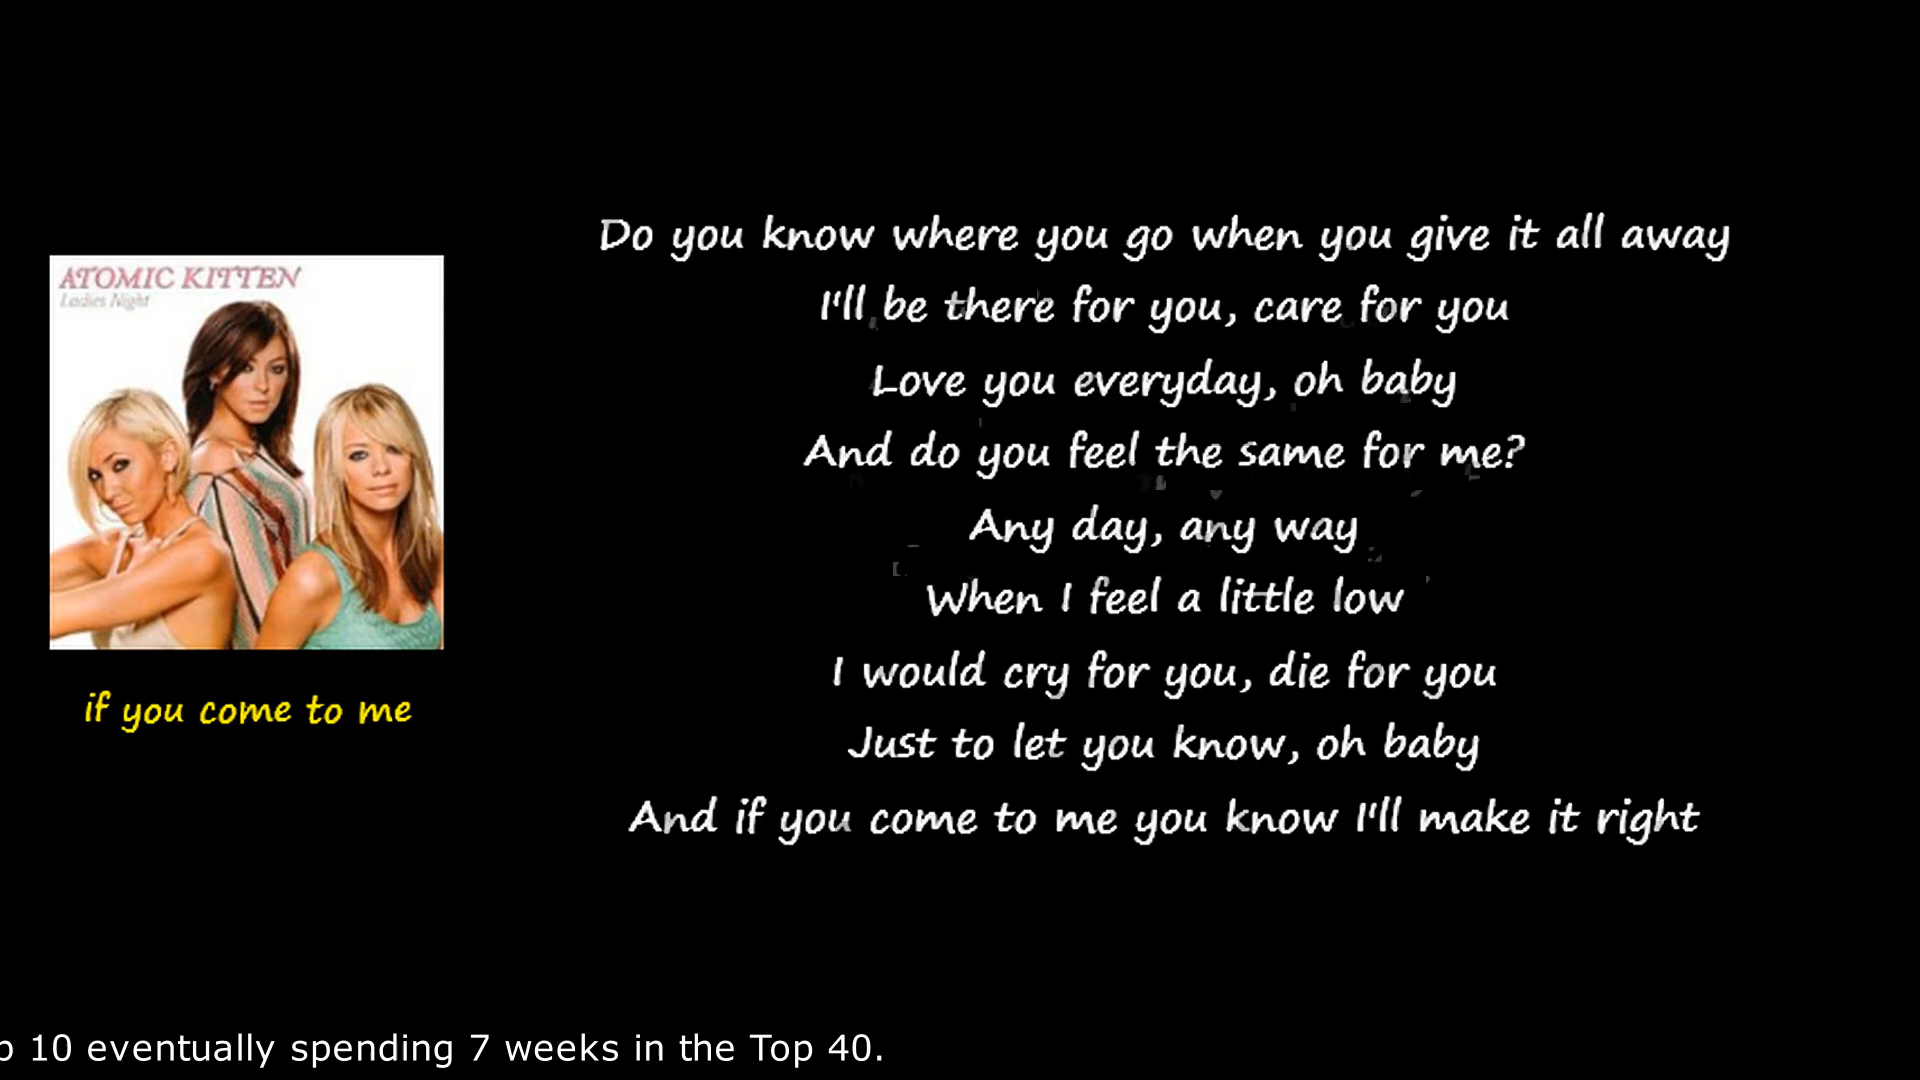 ATOMIC KITTEN
Ladies Night
if you come to me
Do you know where you go when you give it all away
I'll be there for you, care for you
Love you everyday, oh baby
And do you feel the same for me?
Any day, any way
When I feel a little low
I would cry for you, die for you
Just to let you know, oh baby
And if you come to me you know I'll make it right
10 eventually spending 7 weeks in the Top 40.